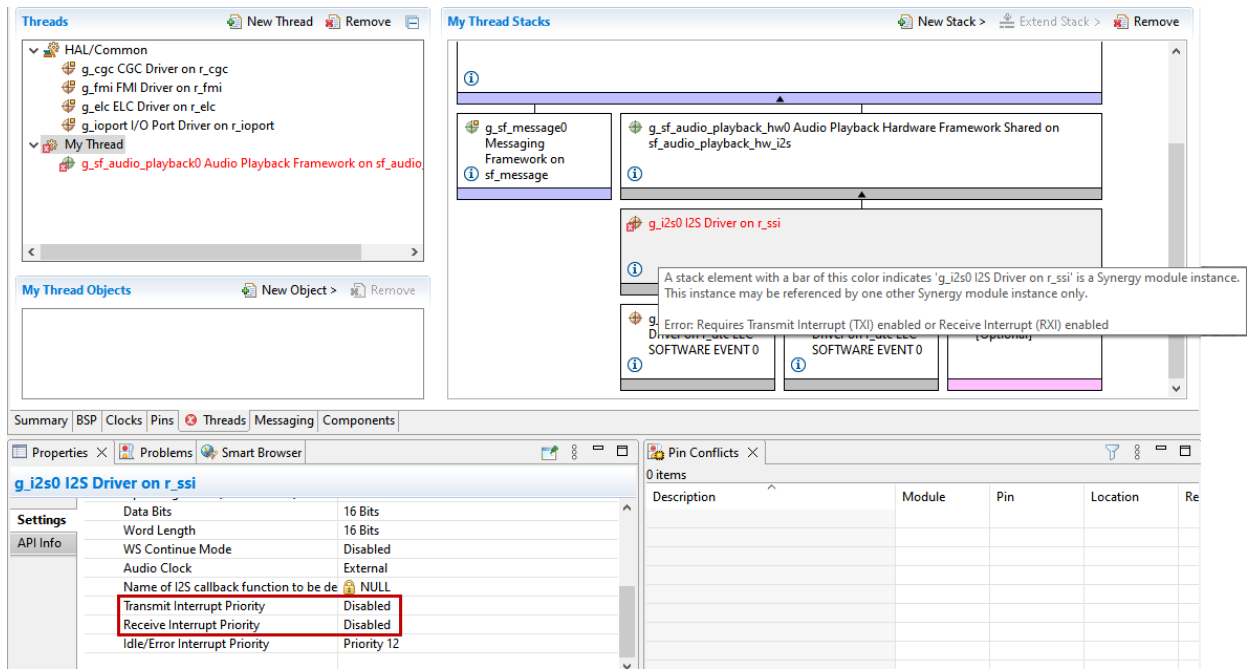 Threads
New Thread
Remove
HAL/Common
g_cgc CGC Driver on r_cgc
g_fmi FMI Driver on r_fmi
g_elc ELC Driver on r_elc
g_ioport I/O Port Driver on r_ioport
My Thread
g_sf_audio_playback0 Audio Playback Framework on sf_audio
My Thread Objects
New Object >
Remove
My Thread Stacks
New Stack >
Extend Stack >
Remove
g_sf_message0
Messaging
Framework on
sf_message
g_sf_audio_playback_hw0 Audio Playback Hardware Framework Shared on
sf_audio_playback_hw_i2s
g_i2s0 I2S Driver on r_ssi
A stack element with a bar of this color indicates 'g_i2s0 I2S Driver on r_ssi' is a Synergy module instance.
This instance may be referenced by one other Synergy module instance only.
Error: Requires Transmit Interrupt (TXI) enabled or Receive Interrupt (RXI) enabled
SOFTWARE EVENT 0
SOFTWARE EVENT 0
[Optional]
Summary
BSP
Clocks
Pins
Threads
Messaging
Components
Properties
Problems
Smart Browser
g_i2s0 I2S Driver on r_ssi
Settings
API Info
Data Bits 16 Bits
Word Length 16 Bits
WS Continue Mode Disabled
Audio Clock External
Name of I2S callback function to be de NULL
Transmit Interrupt Priority Disabled
Receive Interrupt Priority Disabled
Idle/Error Interrupt Priority Priority 12
Pin Conflicts
0 items
Description Module Pin Location Re